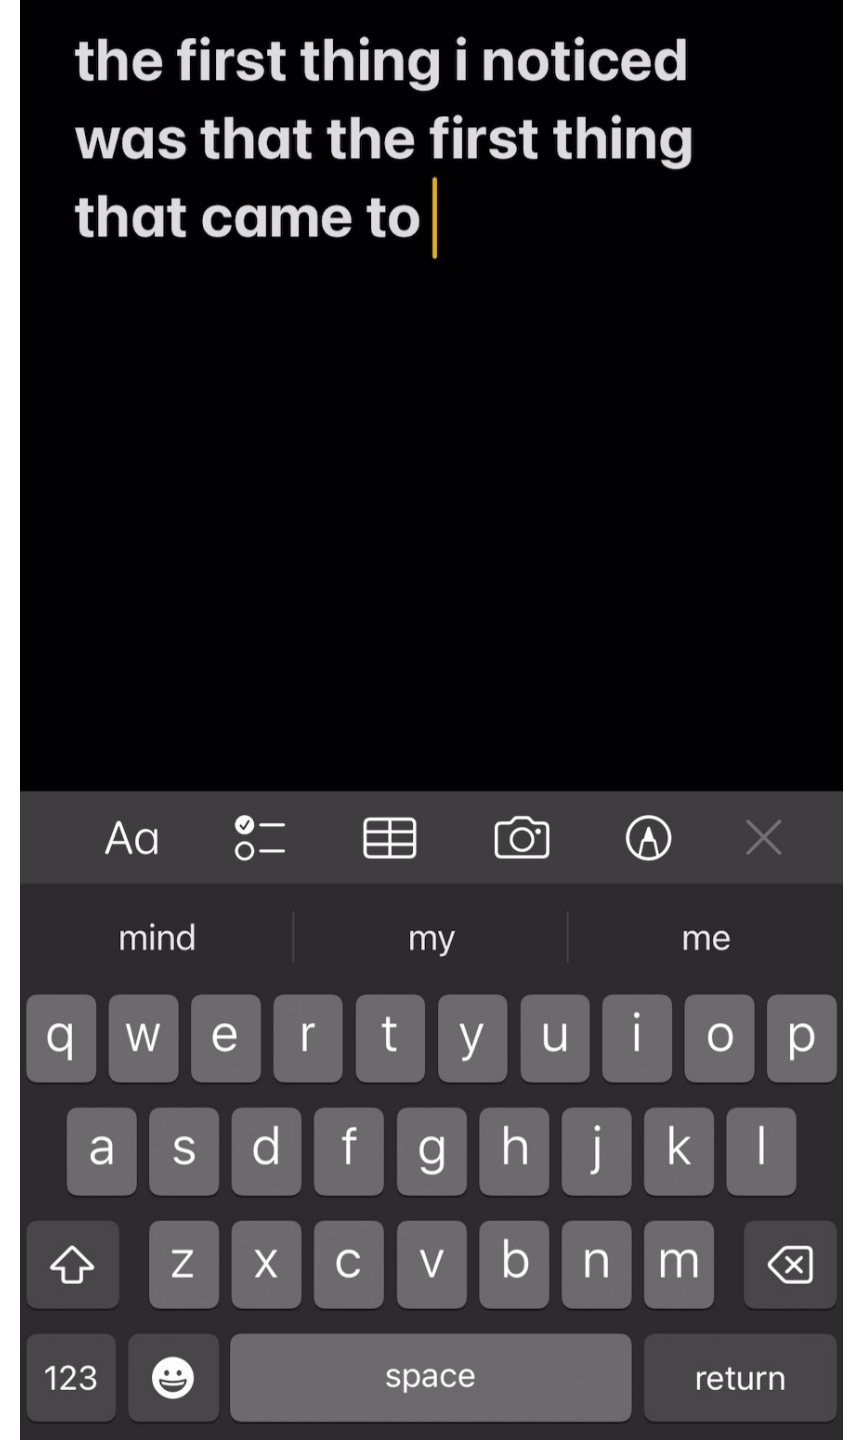 the first thing i noticed
was that the first thing
that came to
Aa
mind my me
q w e r t y u i o p
a s d f g h j k l
z x c v b n m
123 space return